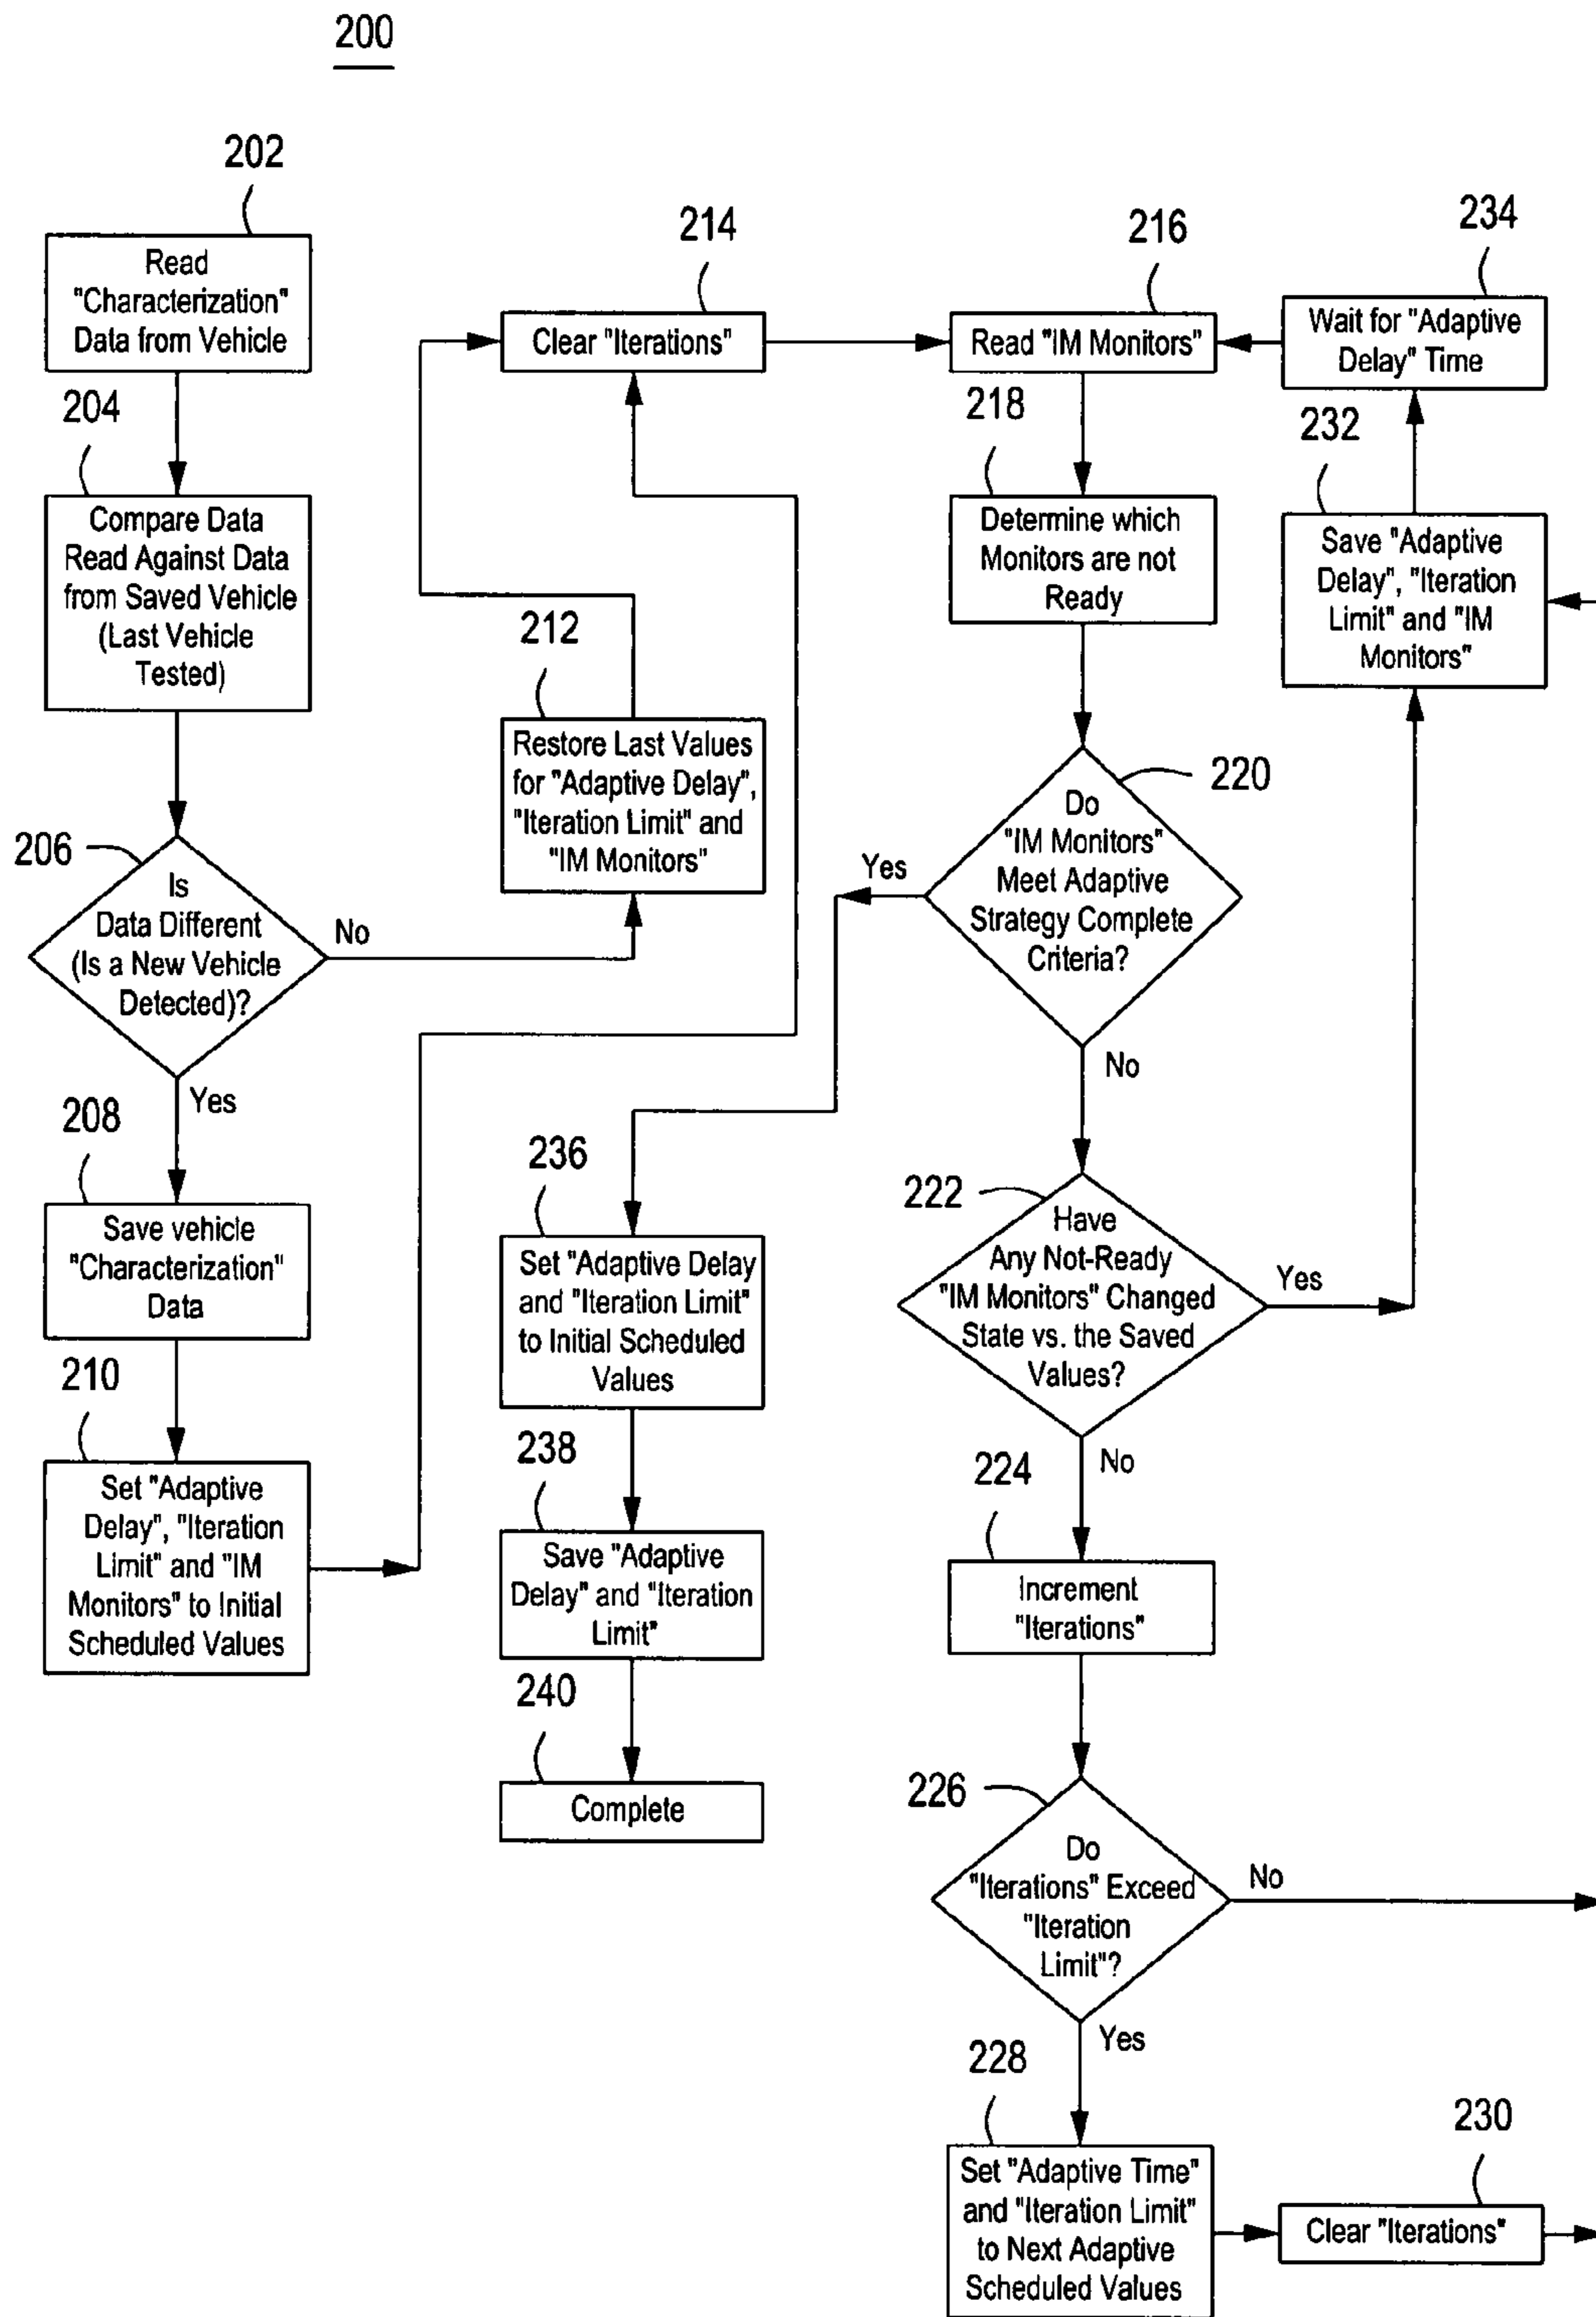 200
202
Read
"Characterization"
Data from Vehicle
204
Compare Data
Read Against Data
from Saved Vehicle
(Last Vehicle
Tested)
206
Is
Data Different
(Is a New Vehicle
Detected)?
No
Yes
208
Save vehicle
"Characterization"
Data
210
Set "Adaptive
Delay", "Iteration
Limit" and "IM
Monitors" to Initial
Scheduled Values
212
Restore Last Values
for "Adaptive Delay",
"Iteration Limit" and
"IM Monitors"
214
Clear "Iterations"
216
Read "IM Monitors"
218
Determine which
Monitors are not
Ready
220
Do
"IM Monitors"
Meet Adaptive
Strategy Complete
Criteria?
Yes
No
222
Have
Any Not-Ready
"IM Monitors" Changed
State vs. the Saved
Values?
Yes
No
224
Increment
"Iterations"
226
Do
"Iterations" Exceed
"Iteration
Limit"?
No
Yes
228
Set "Adaptive Time"
and "Iteration Limit"
to Next Adaptive
Scheduled Values
230
Clear "Iterations"
232
Save "Adaptive
Delay", "Iteration
Limit" and "IM
Monitors"
234
Wait for "Adaptive
Delay" Time
236
Set "Adaptive Delay
and "Iteration Limit"
to Initial Scheduled
Values
238
Save "Adaptive
Delay" and "Iteration
Limit"
240
Complete